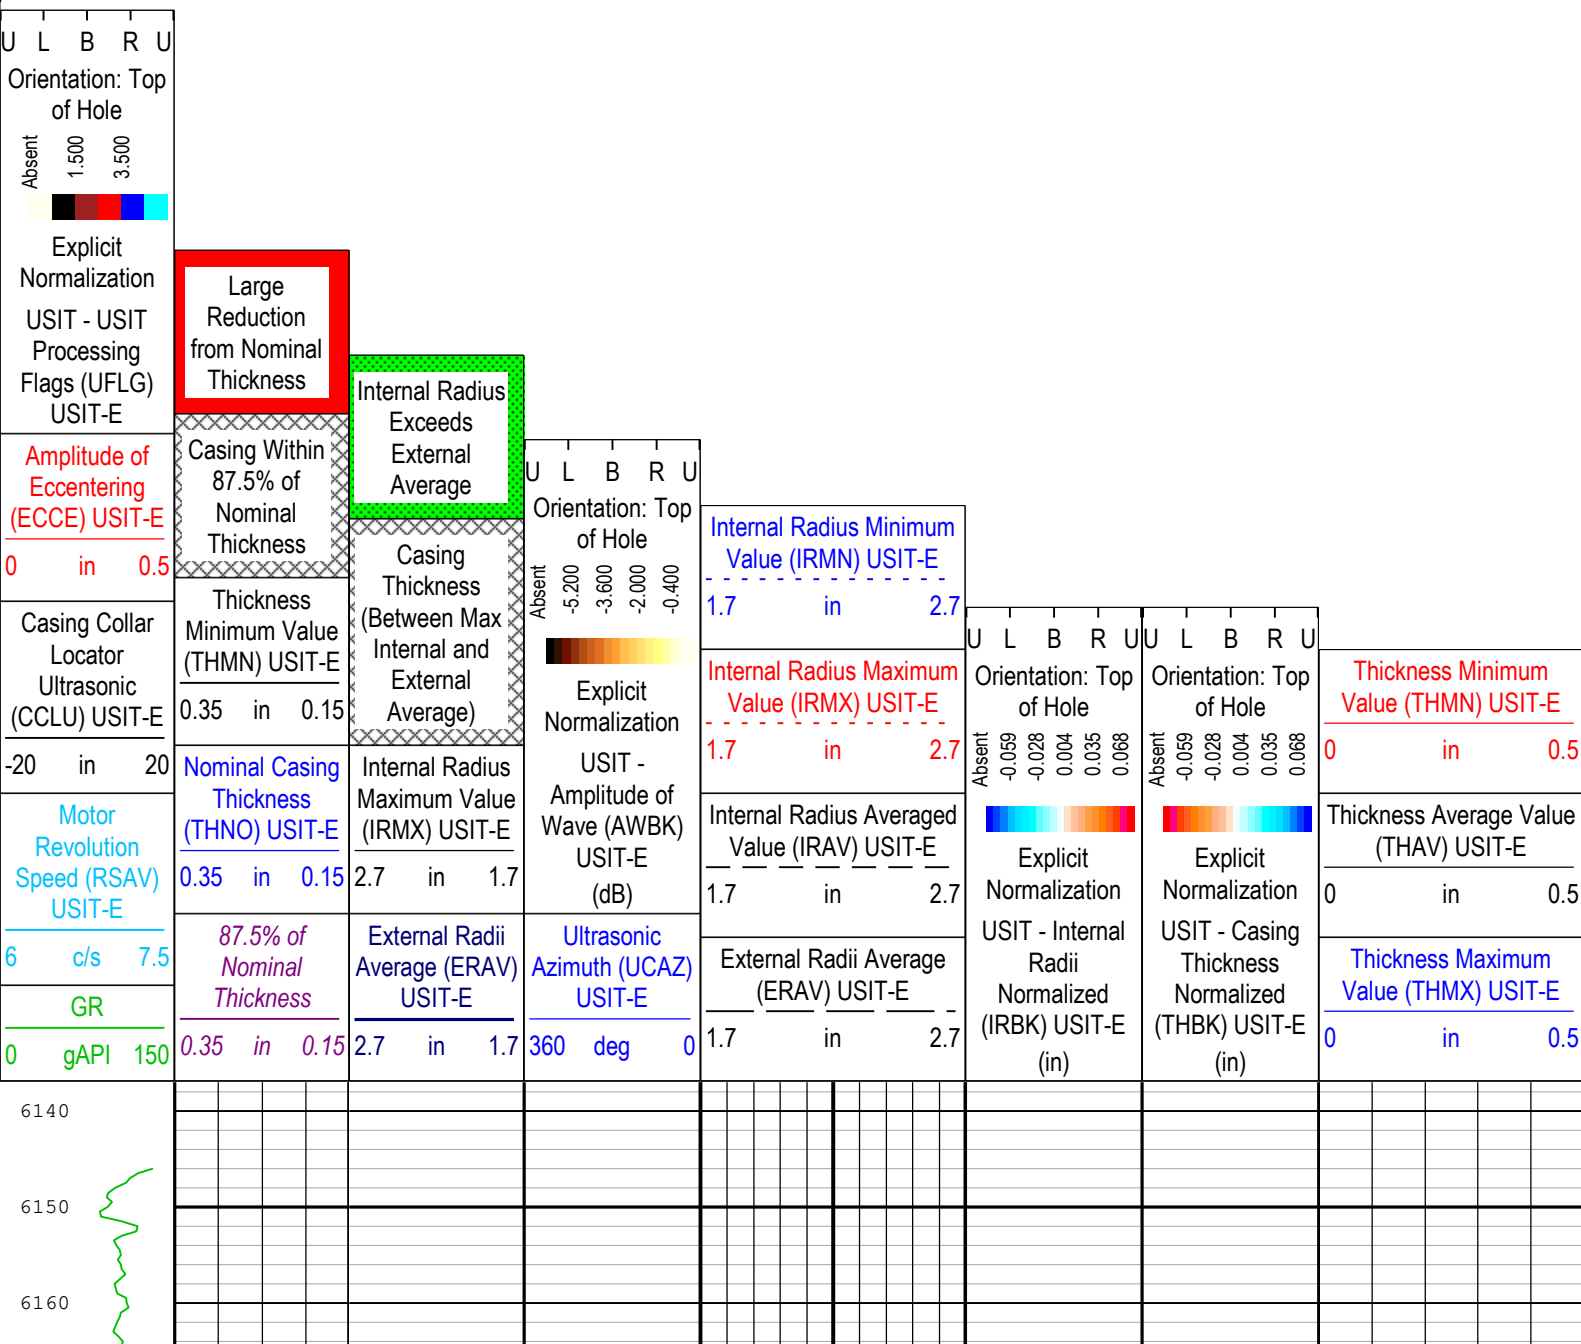 U L B R U
Orientation: Top
of Hole
Absent
1.500
3.500
Explicit
Normalization
USIT - USIT
Processing
Flags (UFLG)
USIT-E
Amplitude of
Eccentering
(ECCE) USIT-E
0 in 0.5
Casing Collar
Locator
Ultrasonic
(CCLU) USIT-E
-20 in 20
Motor
Revolution
Speed (RSAV)
USIT-E
6 c/s 7.5
GR
0 gAPI 150
Large
Reduction
from Nominal
Thickness
Casing Within
87.5% of
Nominal
Thickness
Thickness
Minimum Value
(THMN) USIT-E
0.35 in 0.15
Nominal Casing
Thickness
(THNO) USIT-E
0.35 in 0.15
87.5% of
Nominal
Thickness
0.35 in 0.15
Internal Radius
Exceeds
External
Average
Casing
Thickness
(Between Max
Internal and
External
Average)
Internal Radius
Maximum Value
(IRMX) USIT-E
2.7 in 1.7
External Radii
Average (ERAV)
USIT-E
2.7 in 1.7
U L B R U
Orientation: Top
of Hole
Absent
-5.200
-3.600
-2.000
-0.400
Explicit
Normalization
USIT -
Amplitude of
Wave (AWBK)
USIT-E
(dB)
Ultrasonic
Azimuth (UCAZ)
USIT-E
360 deg 0
Internal Radius Minimum
Value (IRMN) USIT-E
1.7 in 2.7
Internal Radius Maximum
Value (IRMX) USIT-E
1.7 in 2.7
Internal Radius Averaged
Value (IRAV) USIT-E
1.7 in 2.7
External Radii Average
(ERAV) USIT-E
1.7 in 2.7
U L B R U
Orientation: Top
of Hole
Absent
-0.059
-0.028
0.004
0.035
0.068
Explicit
Normalization
USIT - Internal
Radii
Normalized
(IRBK) USIT-E
(in)
U L B R U
Orientation: Top
of Hole
Absent
-0.059
-0.028
0.004
0.035
0.068
Explicit
Normalization
USIT - Casing
Thickness
Normalized
(THBK) USIT-E
(in)
Thickness Minimum
Value (THMN) USIT-E
0 in 0.5
Thickness Average Value
(THAV) USIT-E
0 in 0.5
Thickness Maximum
Value (THMX) USIT-E
0 in 0.5
6140
6150
6160